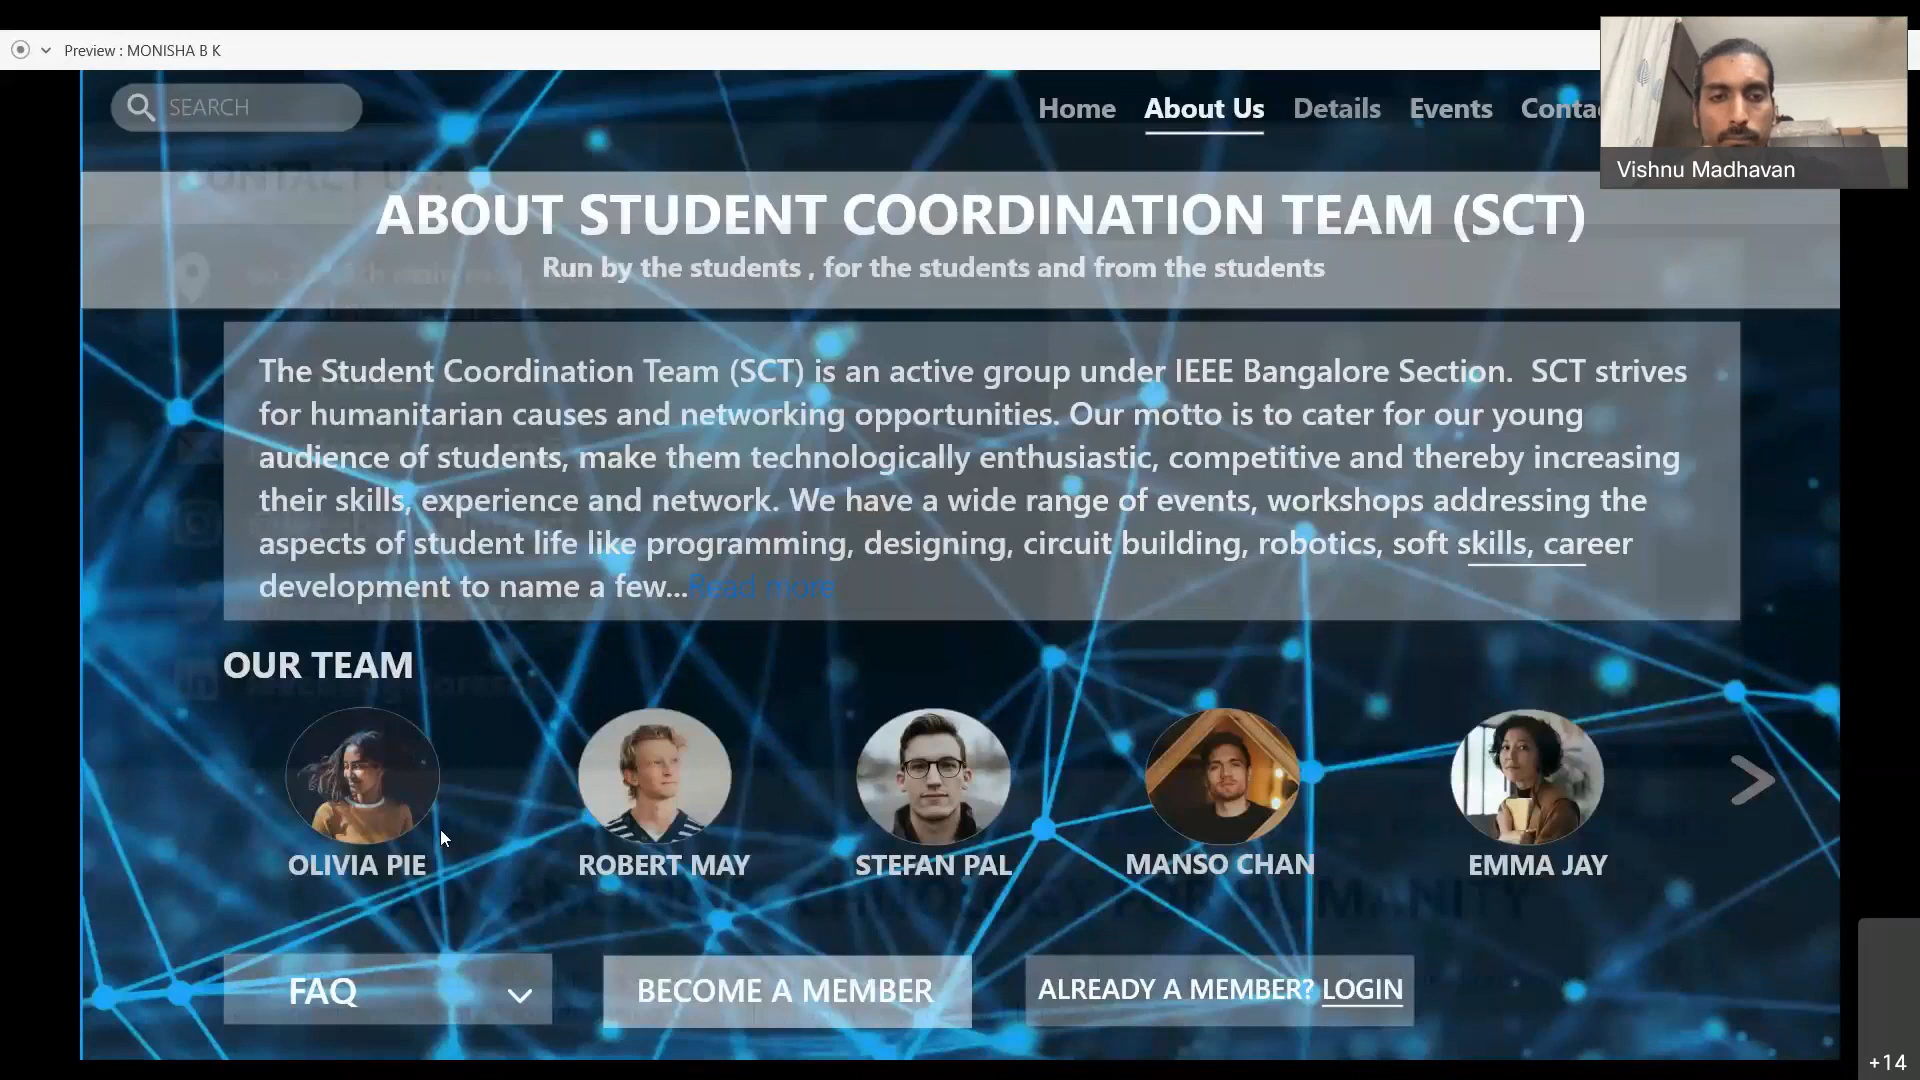 Preview : MONISHA B K
SEARCH
Home About Us Details Events Conta
Vishnu Madhavan
ABOUT STUDENT COORDINATION TEAM (SCT)
Run by the students , for the students and from the students
The Student Coordination Team (SCT) is an active group under IEEE Bangalore Section. SCT strives
for humanitarian causes and networking opportunities. Our motto is to cater for our young
audience of students, make them technologically enthusiastic, competitive and thereby increasing
their skills, experience and network. We have a wide range of events, workshops addressing the
aspects of student life like programming, designing, circuit building, robotics, soft skills, career
development to name a few...Read more
OUR TEAM
OLIVIA PIE ROBERT MAY STEFAN PAL MANSO CHAN EMMA JAY
ADVANCING TECHNOLOGY FOR HUMANITY
FAQ BECOME A MEMBER ALREADY A MEMBER? LOGIN
+14